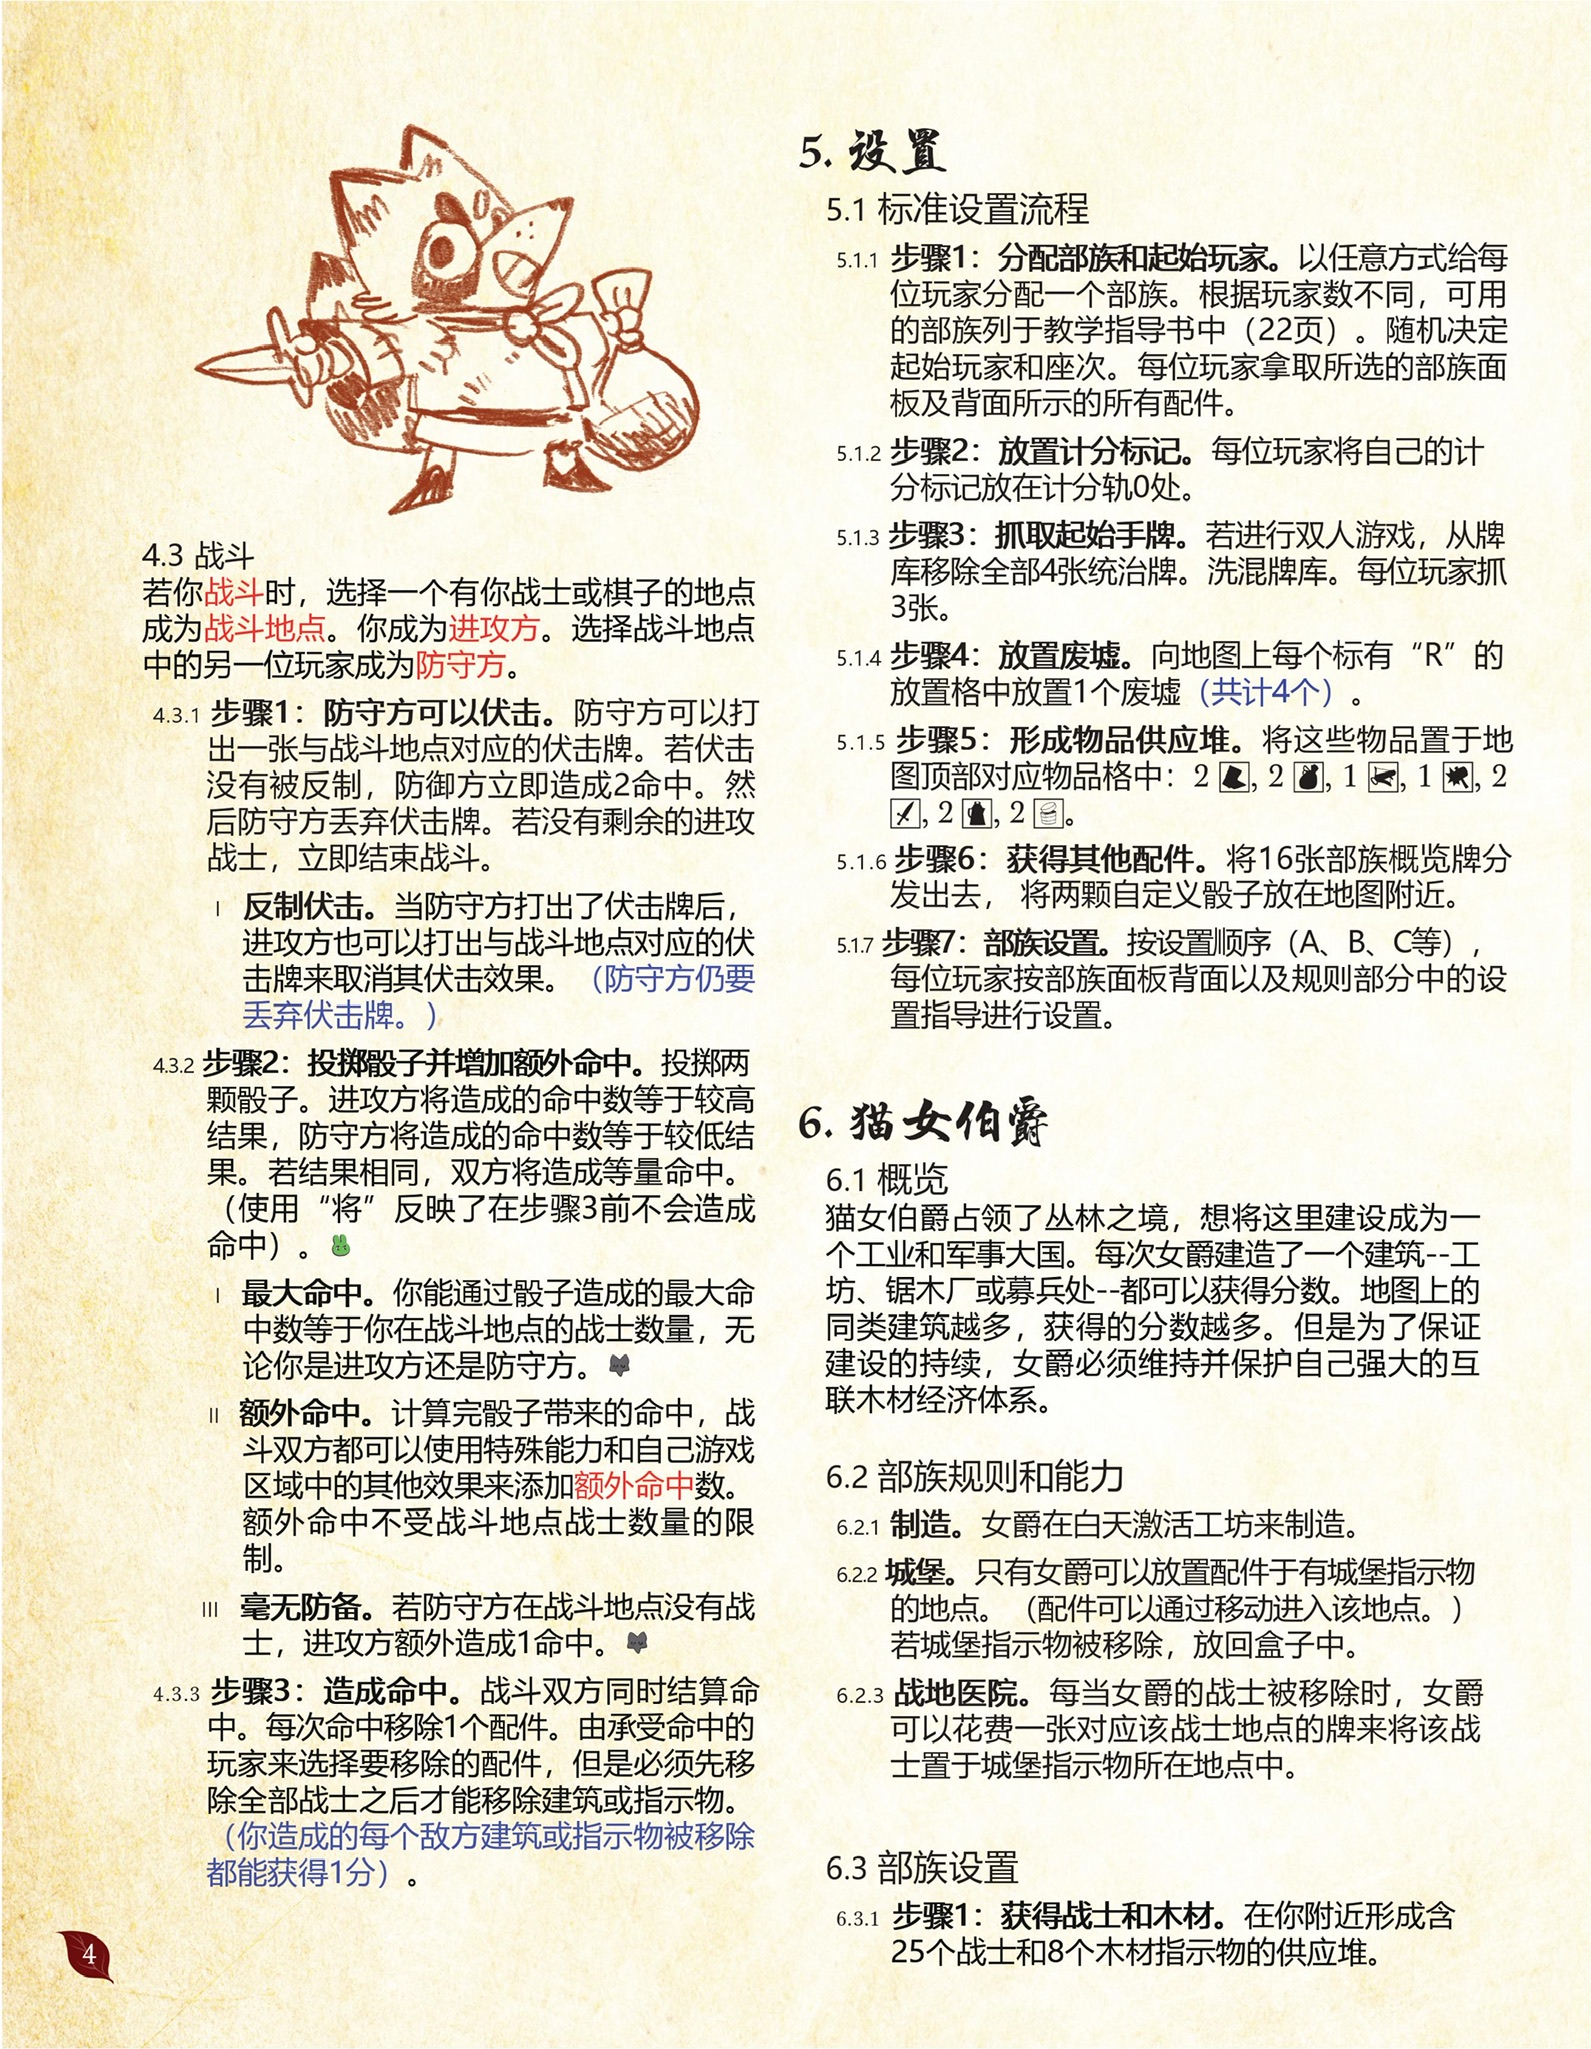 4.3 战斗
若你战斗时，选择一个有你战士或棋子的地点
成为战斗地点。你成为进攻方。选择战斗地点
中的另一位玩家成为防守方。
4.3.1 步骤1：防守方可以伏击。防守方可以打
出一张与战斗地点对应的伏击牌。若伏击
没有被反制，防御方立即造成2命中。然
后防守方丢弃伏击牌。若没有剩余的进攻
战士，立即结束战斗。
I 反制伏击。当防守方打出了伏击牌后，
进攻方也可以打出与战斗地点对应的伏
击牌来取消其伏击效果。（防守方仍要
丢弃伏击牌。）
4.3.2 步骤2：投掷骰子并增加额外命中。投掷两
颗骰子。进攻方将造成的命中数等于较高
结果，防守方将造成的命中数等于较低结
果。若结果相同，双方将造成等量命中。
（使用“将”反映了在步骤3前不会造成
命中）。
I 最大命中。你能通过骰子造成的最大命
中数等于你在战斗地点的战士数量，无
论你是进攻方还是防守方。
II 额外命中。计算完骰子带来的命中，战
斗双方都可以使用特殊能力和自己游戏
区域中的其他效果来添加额外命中数。
额外命中不受战斗地点战士数量的限
制。
III 毫无防备。若防守方在战斗地点没有战
士，进攻方额外造成1命中。
4.3.3 步骤3：造成命中。战斗双方同时结算命
中。每次命中移除1个配件。由承受命中的
玩家来选择要移除的配件，但是必须先移
除全部战士之后才能移除建筑或指示物。
（你造成的每个敌方建筑或指示物被移除
都能获得1分）。
4
5. 设置
5.1 标准设置流程
5.1.1 步骤1：分配部族和起始玩家。以任意方式给每
位玩家分配一个部族。根据玩家数不同，可用
的部族列于教学指导书中（22页）。随机决定
起始玩家和座次。每位玩家拿取所选的部族面
板及背面所示的所有配件。
5.1.2 步骤2：放置计分标记。每位玩家将自己的计
分标记放在计分轨0处。
5.1.3 步骤3：抓取起始手牌。若进行双人游戏，从牌
库移除全部4张统治牌。洗混牌库。每位玩家抓
3张。
5.1.4 步骤4：放置废墟。向地图上每个标有“R”的
放置格中放置1个废墟（共计4个）。
5.1.5 步骤5：形成物品供应堆。将这些物品置于地
图顶部对应物品格中：2 , 2 , 1 , 1 , 2
, 2 , 2 。
5.1.6 步骤6：获得其他配件。将16张部族概览牌分
发出去， 将两颗自定义骰子放在地图附近。
5.1.7 步骤7：部族设置。按设置顺序（A、B、C等），
每位玩家按部族面板背面以及规则部分中的设
置指导进行设置。
6. 猫女伯爵
6.1 概览
猫女伯爵占领了丛林之境，想将这里建设成为一
个工业和军事大国。每次女爵建造了一个建筑--工
坊、锯木厂或募兵处--都可以获得分数。地图上的
同类建筑越多，获得的分数越多。但是为了保证
建设的持续，女爵必须维持并保护自己强大的互
联木材经济体系。
6.2 部族规则和能力
6.2.1 制造。女爵在白天激活工坊来制造。
6.2.2 城堡。只有女爵可以放置配件于有城堡指示物
的地点。（配件可以通过移动进入该地点。）
若城堡指示物被移除，放回盒子中。
6.2.3 战地医院。每当女爵的战士被移除时，女爵
可以花费一张对应该战士地点的牌来将该战
士置于城堡指示物所在地点中。
6.3 部族设置
6.3.1 步骤1：获得战士和木材。在你附近形成含
25个战士和8个木材指示物的供应堆。